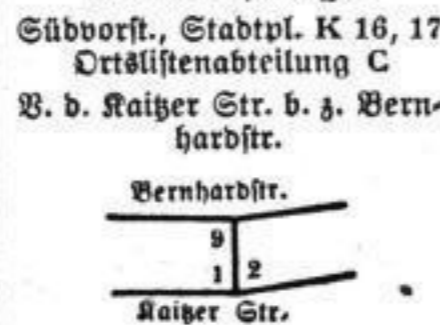 Südvorst., Stadtpl. K 16, 17
Ortslistenabteilung C
V. d. Kaitzer Str. b. z. Bern-
hardstr.
Bernhardstr.
9
1 2
Kaitzer Str.